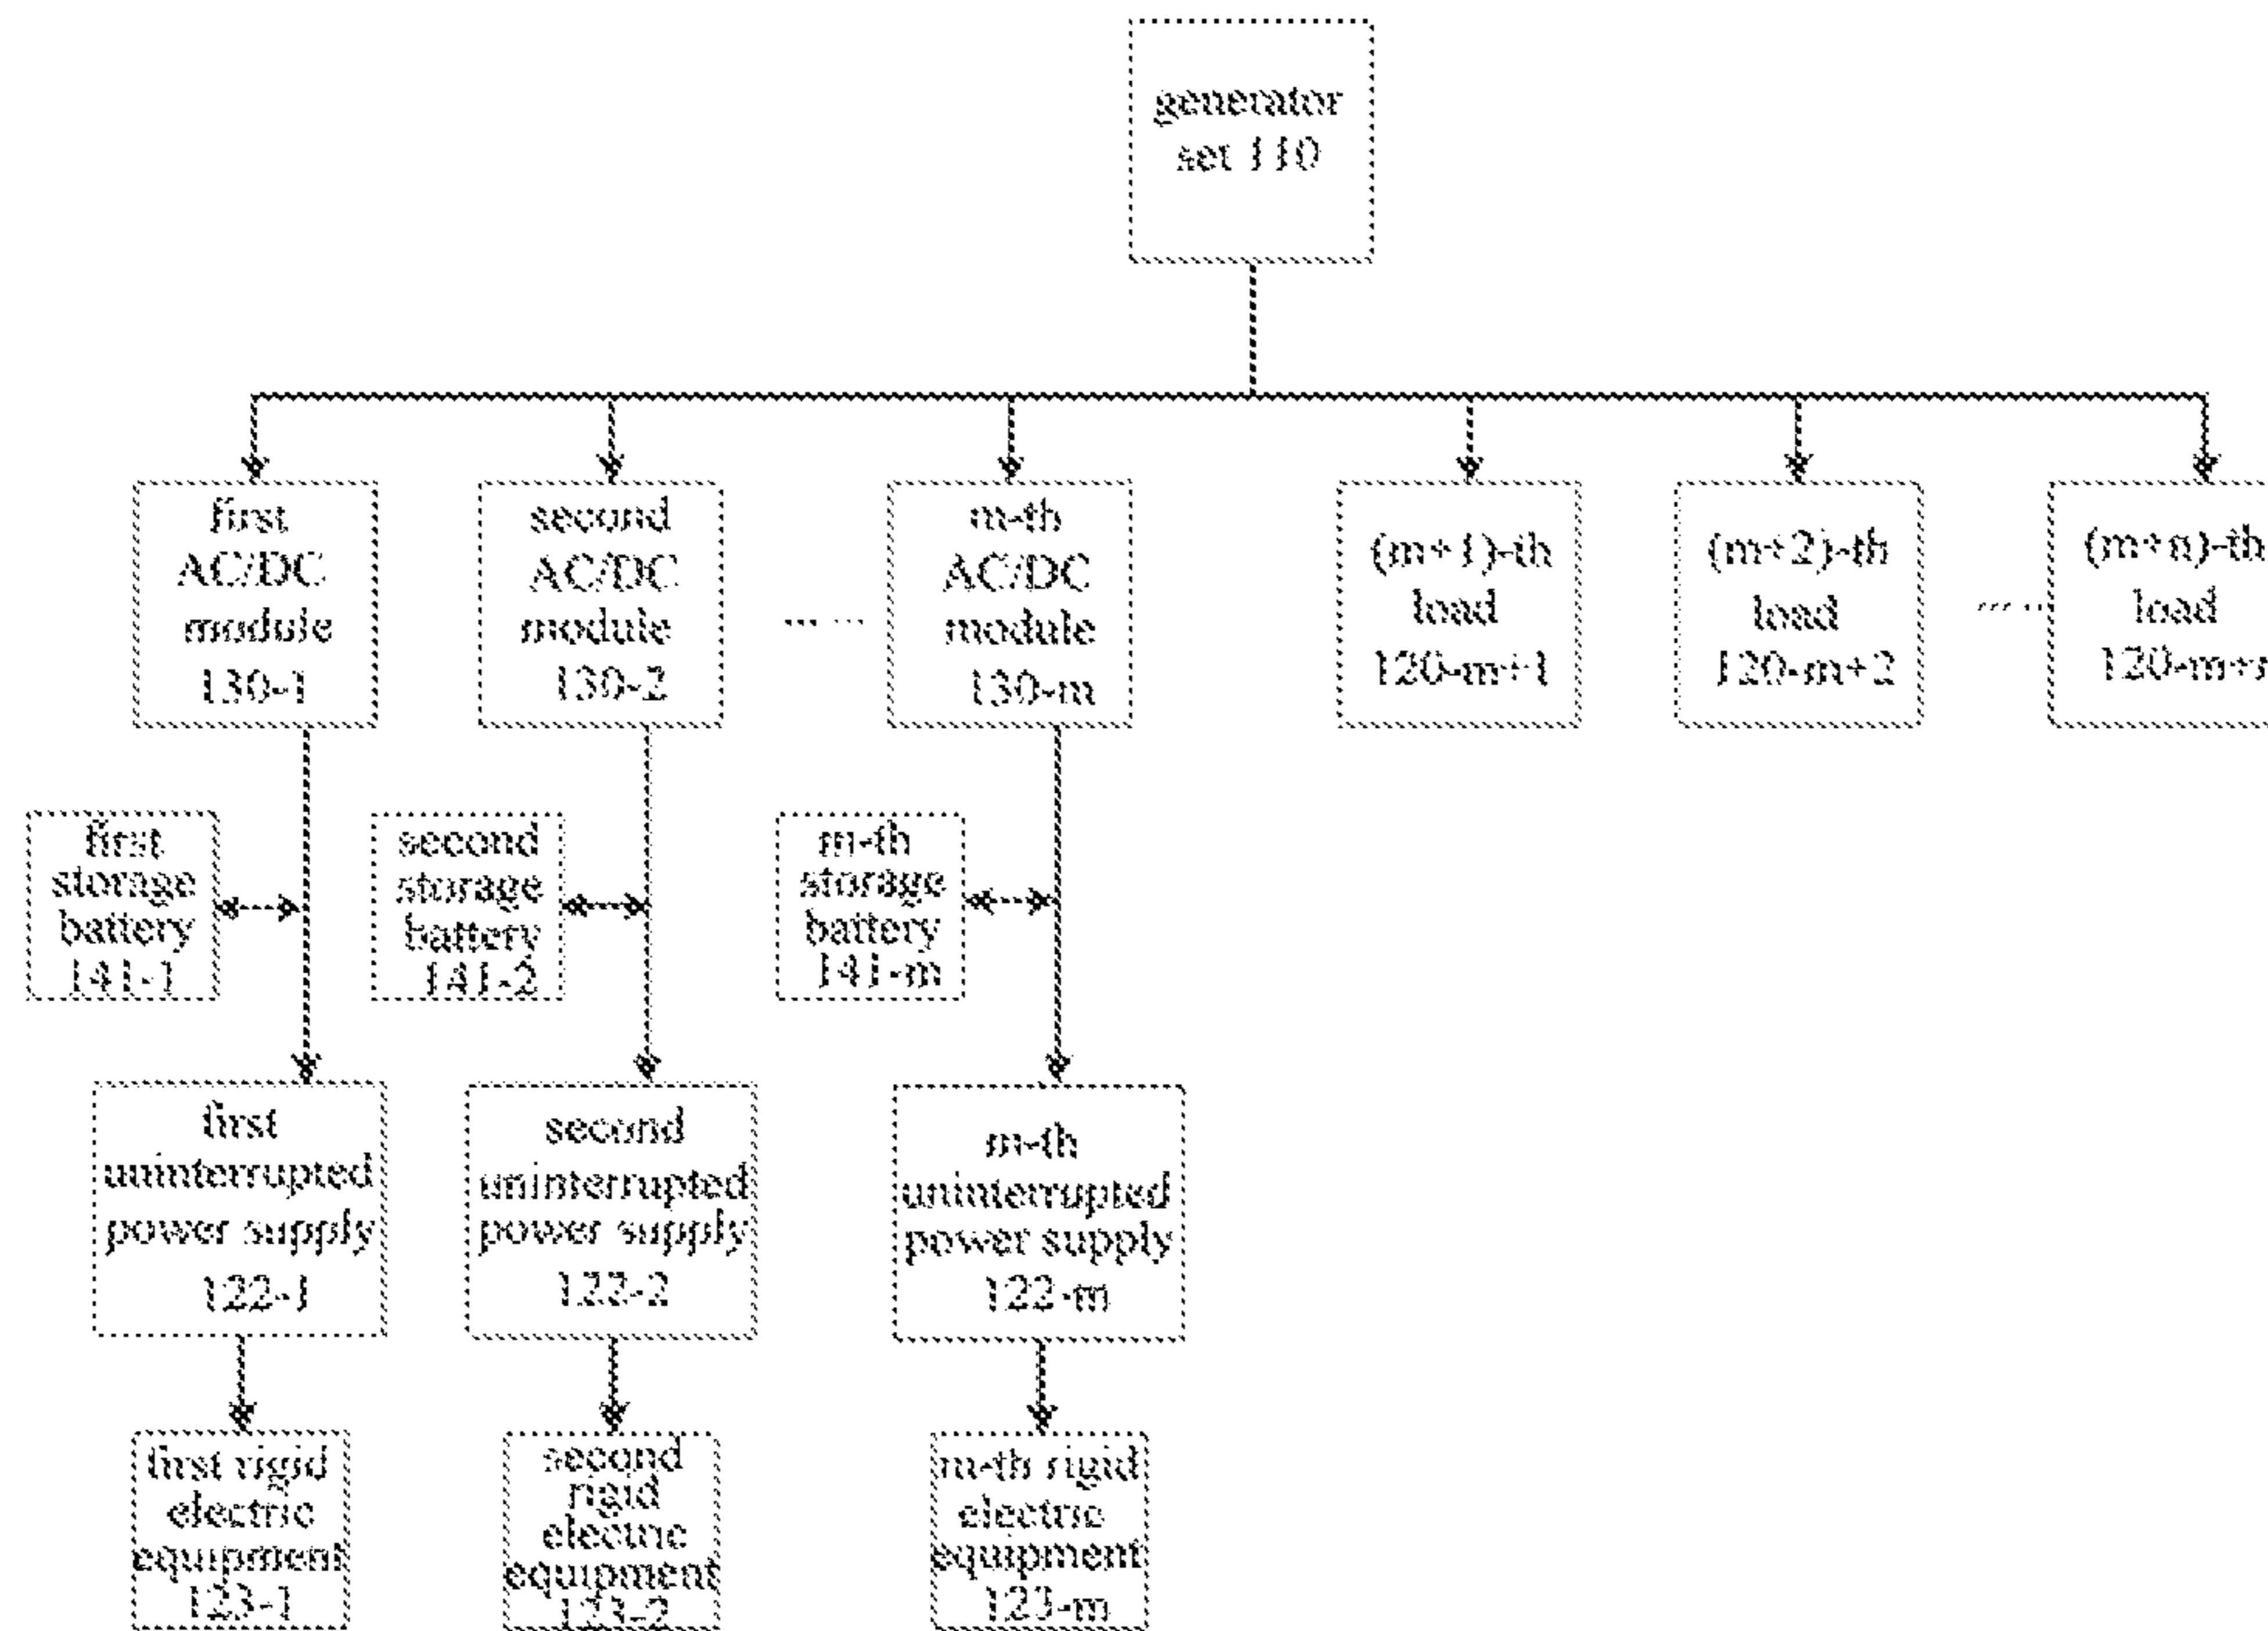 generator
set 110
first
AC/DC
module
130-1
second
AC/DC
module
130-2
m-th
AC/DC
module
130-m
(m+1)-th
load
120-m+1
(m+2)-th
load
120-m+2
(m+n)-th
load
120-m+n
first
storage
battery
141-1
second
storage
battery
141-2
m-th
storage
battery
141-m
first
uninterrupted
power supply
122-1
second
uninterrupted
power supply
122-2
m-th
uninterrupted
power supply
122-m
first rigid
electric
equipment
123-1
second
rigid
electric
equipment
123-2
m-th rigid
electric
equipment
123-m